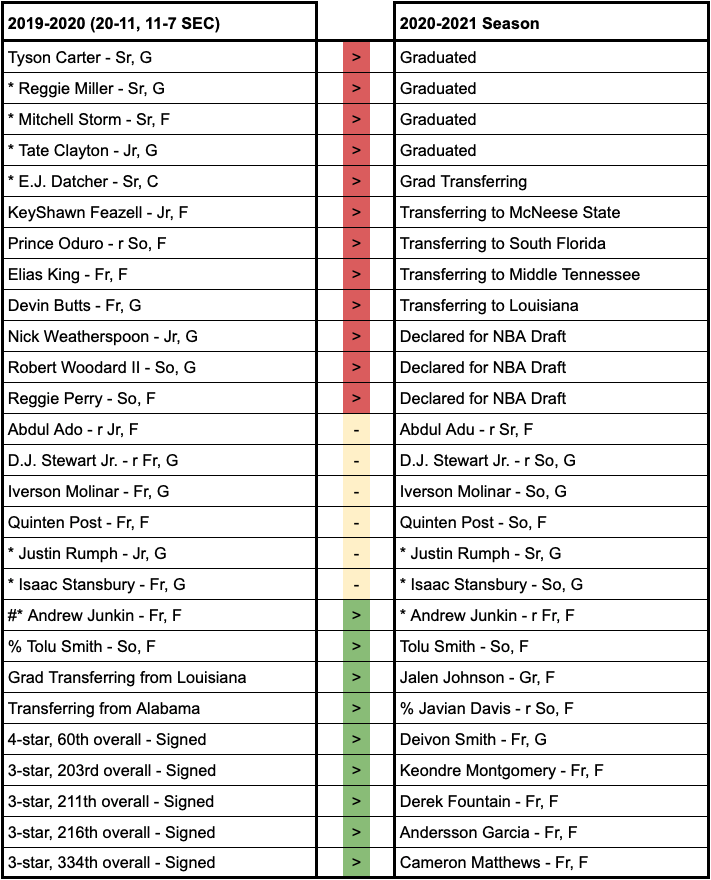 2019-2020 (20-11, 11-7 SEC) 2020-2021 Season
Tyson Carter - Sr, G > Graduated
* Reggie Miller - Sr, G > Graduated
* Mitchell Storm - Sr, F > Graduated
* Tate Clayton - Jr, G > Graduated
* E.J. Datcher - Sr, C > Grad Transferring
KeyShawn Feazell - Jr, F > Transferring to McNeese State
Prince Oduro - r So, F > Transferring to South Florida
Elias King - Fr, F > Transferring to Middle Tennessee
Devin Butts - Fr, G > Transferring to Louisiana
Nick Weatherspoon - Jr, G > Declared for NBA Draft
Robert Woodard II - So, G > Declared for NBA Draft
Reggie Perry - So, F > Declared for NBA Draft
Abdul Ado - r Jr, F - Abdul Adu - r Sr, F
D.J. Stewart Jr. - r Fr, G - D.J. Stewart Jr. - r So, G
Iverson Molinar - Fr, G - Iverson Molinar - So, G
Quinten Post - Fr, F - Quinten Post - So, F
* Justin Rumph - Jr, G - * Justin Rumph - Sr, G
* Isaac Stansbury - Fr, G - * Isaac Stansbury - So, G
#* Andrew Junkin - Fr, F > * Andrew Junkin - r Fr, F
% Tolu Smith - So, F > Tolu Smith - So, F
Grad Transferring from Louisiana > Jalen Johnson - Gr, F
Transferring from Alabama > % Javian Davis - r So, F
4-star, 60th overall - Signed > Deivon Smith - Fr, G
3-star, 203rd overall - Signed > Keondre Montgomery - Fr, F
3-star, 211th overall - Signed > Derek Fountain - Fr, F
3-star, 216th overall - Signed > Andersson Garcia - Fr, F
3-star, 334th overall - Signed > Cameron Matthews - Fr, F